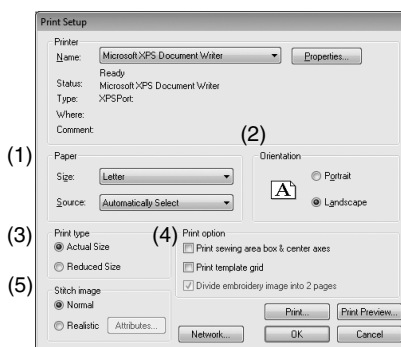 Print Setup
Printer
Name: Microsoft XPS Document Writer Properties...
Status: Ready
Type: Microsoft XPS Document Writer
Where: XPSPort:
Comment:
(1) (2)
Paper Orientation
Size: Letter
Source: Automatically Select
A
Portrait
Landscape
(3) (4)
Print type Print option
Actual Size Print sewing area box & center axes
Reduced Size Print template grid
Divide embroidery image into 2 pages
(5)
Stitch image
Normal
Realistic Attributes...
Print... Print Preview...
Network... OK Cancel